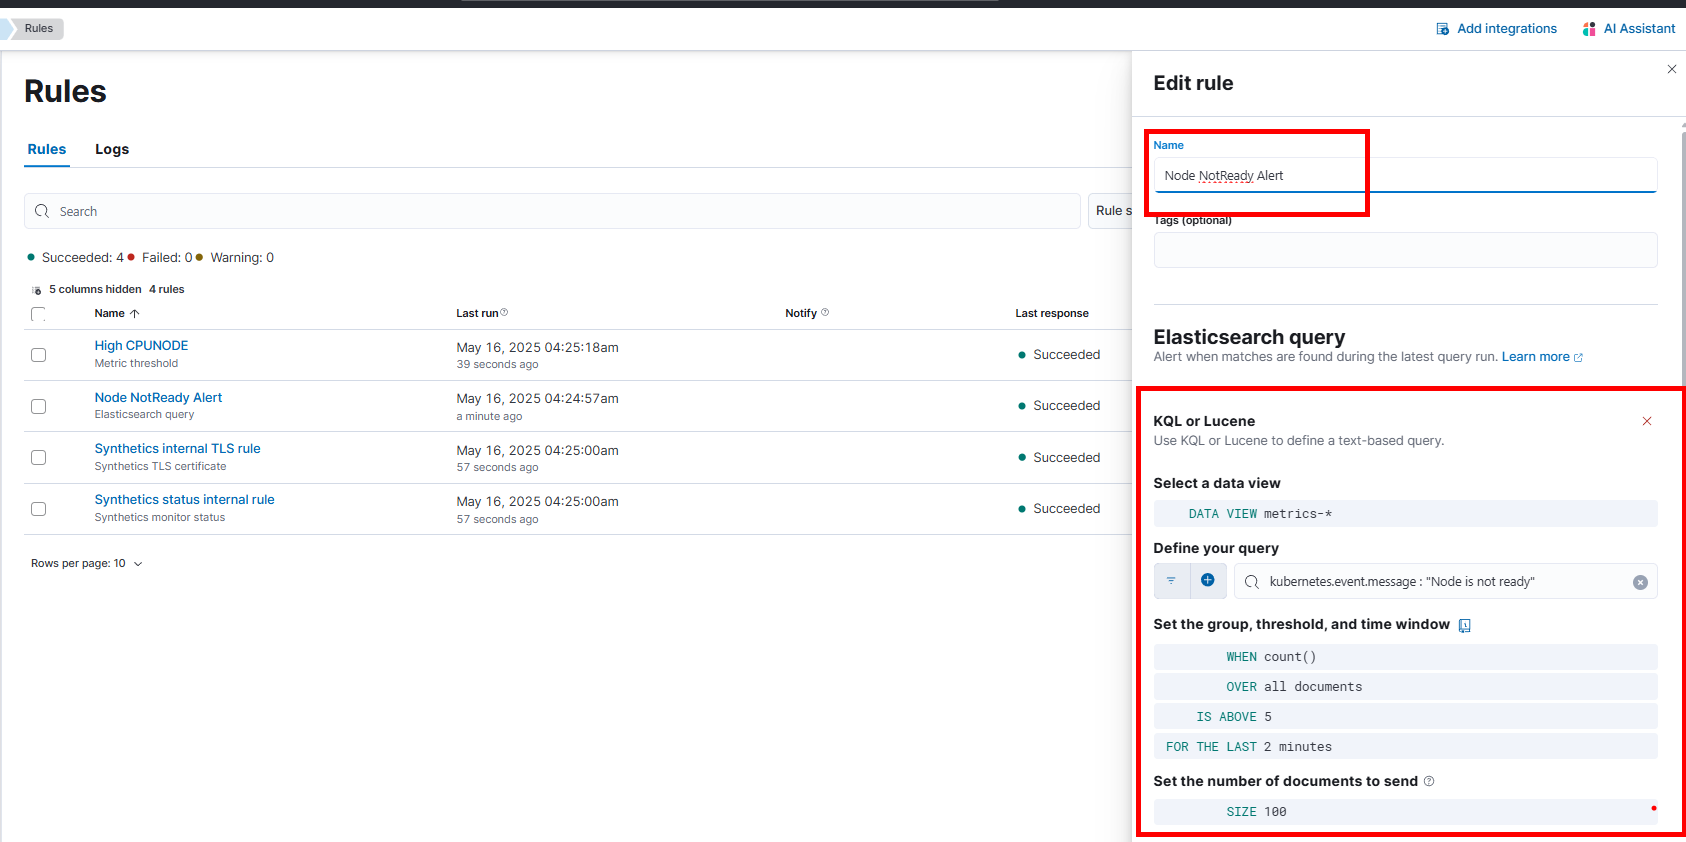 Rules
Add integrations
AI Assistant
Rules
Rules
Logs
Search
Rule s
Succeeded: 4 Failed: 0 Warning: 0
5 columns hidden 4 rules
Name Last run Notify Last response
High CPUNODE
Metric threshold
May 16, 2025 04:25:18am
39 seconds ago
Succeeded
Node NotReady Alert
Elasticsearch query
May 16, 2025 04:24:57am
a minute ago
Succeeded
Synthetics internal TLS rule
Synthetics TLS certificate
May 16, 2025 04:25:00am
57 seconds ago
Succeeded
Synthetics status internal rule
Synthetics monitor status
May 16, 2025 04:25:00am
57 seconds ago
Succeeded
Rows per page: 10
Edit rule
Name
Node NotReady Alert
Tags (optional)
Elasticsearch query
Alert when matches are found during the latest query run. Learn more
KQL or Lucene
Use KQL or Lucene to define a text-based query.
Select a data view
DATA VIEW metrics-*
Define your query
kubernetes.event.message : "Node is not ready"
Set the group, threshold, and time window
WHEN count()
OVER all documents
IS ABOVE 5
FOR THE LAST 2 minutes
Set the number of documents to send
SIZE 100